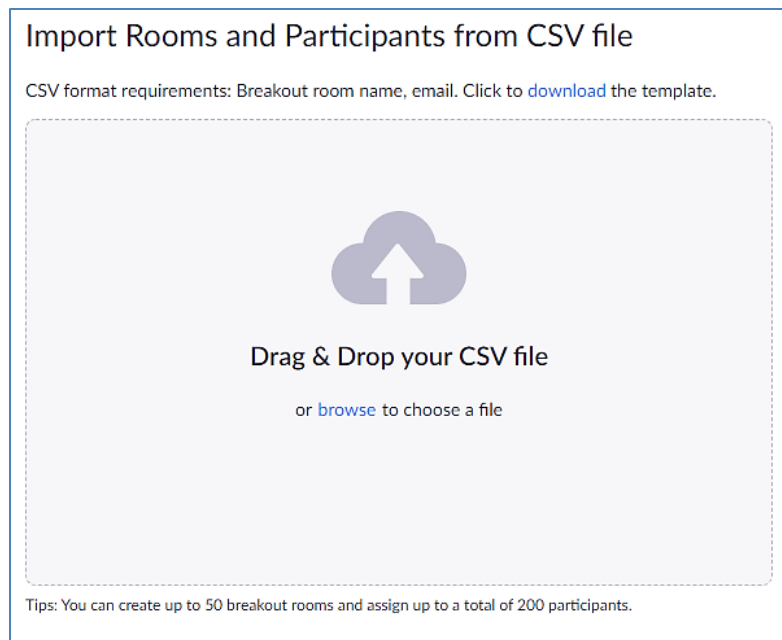 Import Rooms and Participants from CSV file
CSV format requirements: Breakout room name, email. Click to download the template.
Drag & Drop your CSV file
or browse to choose a file
Tips: You can create up to 50 breakout rooms and assign up to a total of 200 participants.